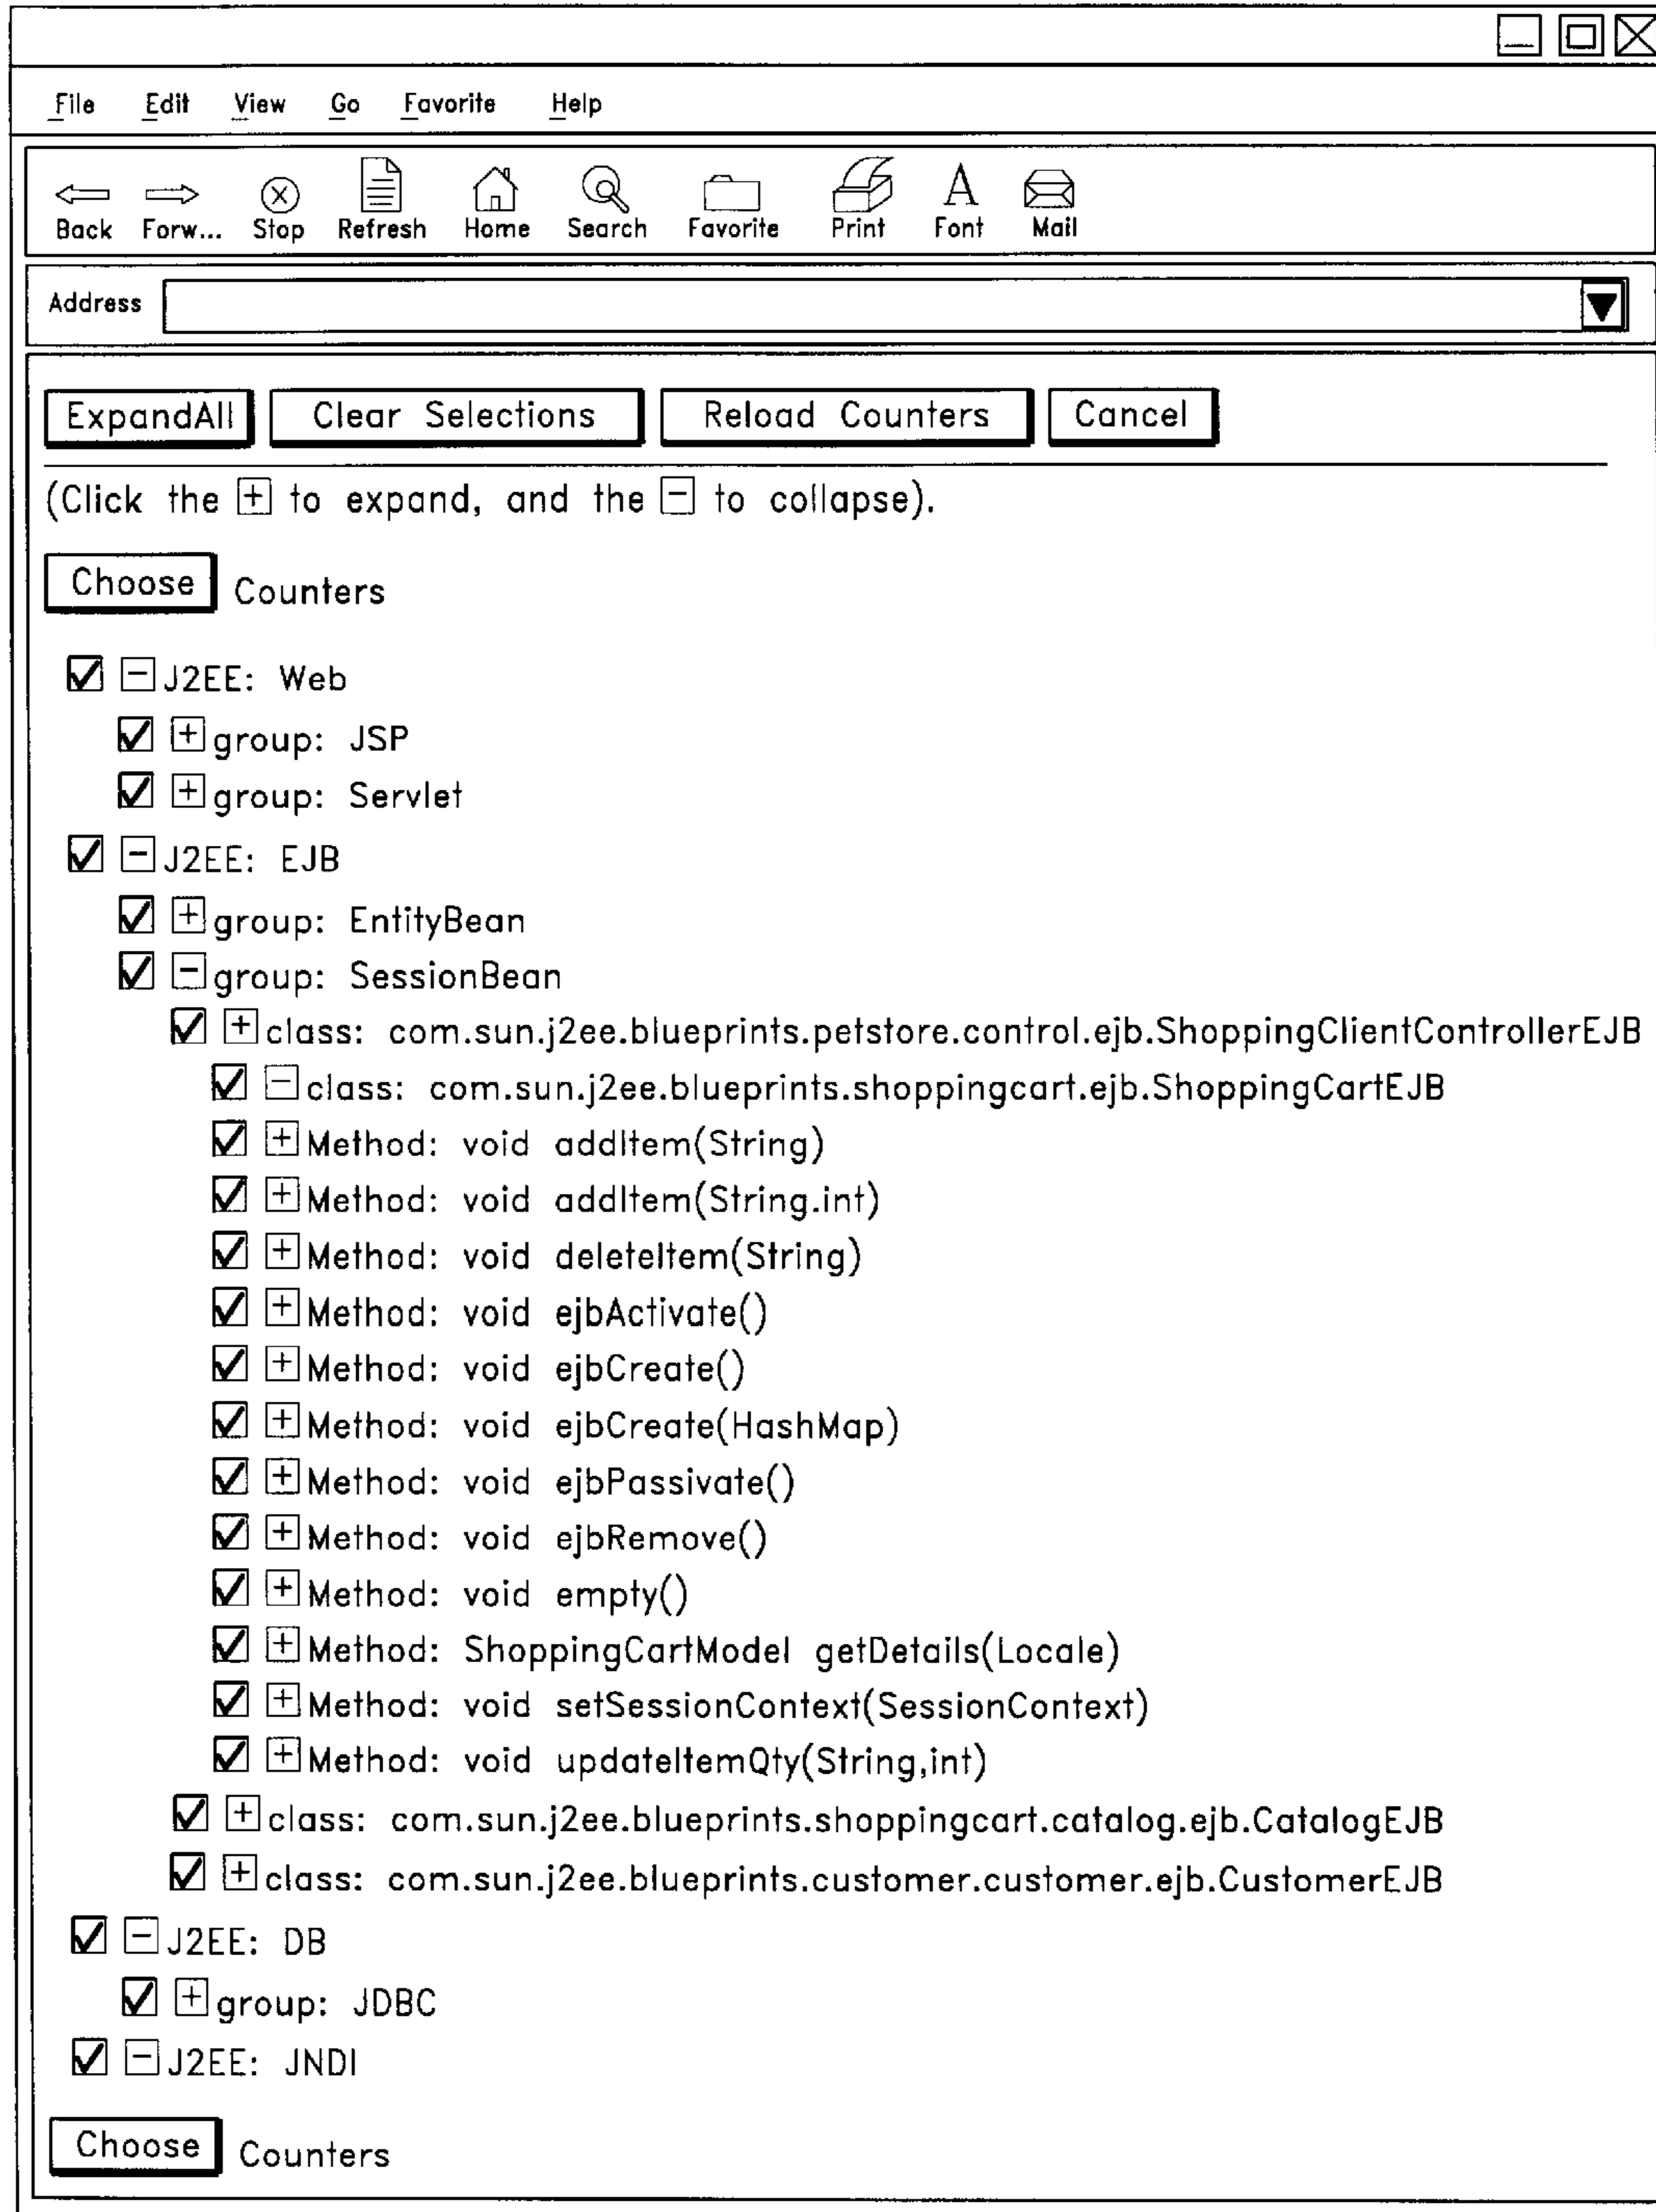 File Edit View Go Favorite Help
Back Forw... Stop Refresh Home Search Favorite Print Font Mail
Address
ExpandAll Clear Selections Reload Counters Cancel
(Click the + to expand, and the - to collapse).
Choose Counters
J2EE: Web
group: JSP
group: Servlet
J2EE: EJB
group: EntityBean
group: SessionBean
class: com.sun.j2ee.blueprints.petstore.control.ejb.ShoppingClientControllerEJB
class: com.sun.j2ee.blueprints.shoppingcart.ejb.ShoppingCartEJB
Method: void addItem(String)
Method: void addItem(String.int)
Method: void deleteItem(String)
Method: void ejbActivate()
Method: void ejbCreate()
Method: void ejbCreate(HashMap)
Method: void ejbPassivate()
Method: void ejbRemove()
Method: void empty()
Method: ShoppingCartModel getDetails(Locale)
Method: void setSessionContext(SessionContext)
Method: void updateItemQty(String,int)
class: com.sun.j2ee.blueprints.shoppingcart.catalog.ejb.CatalogEJB
class: com.sun.j2ee.blueprints.customer.customer.ejb.CustomerEJB
J2EE: DB
group: JDBC
J2EE: JNDI
Choose Counters